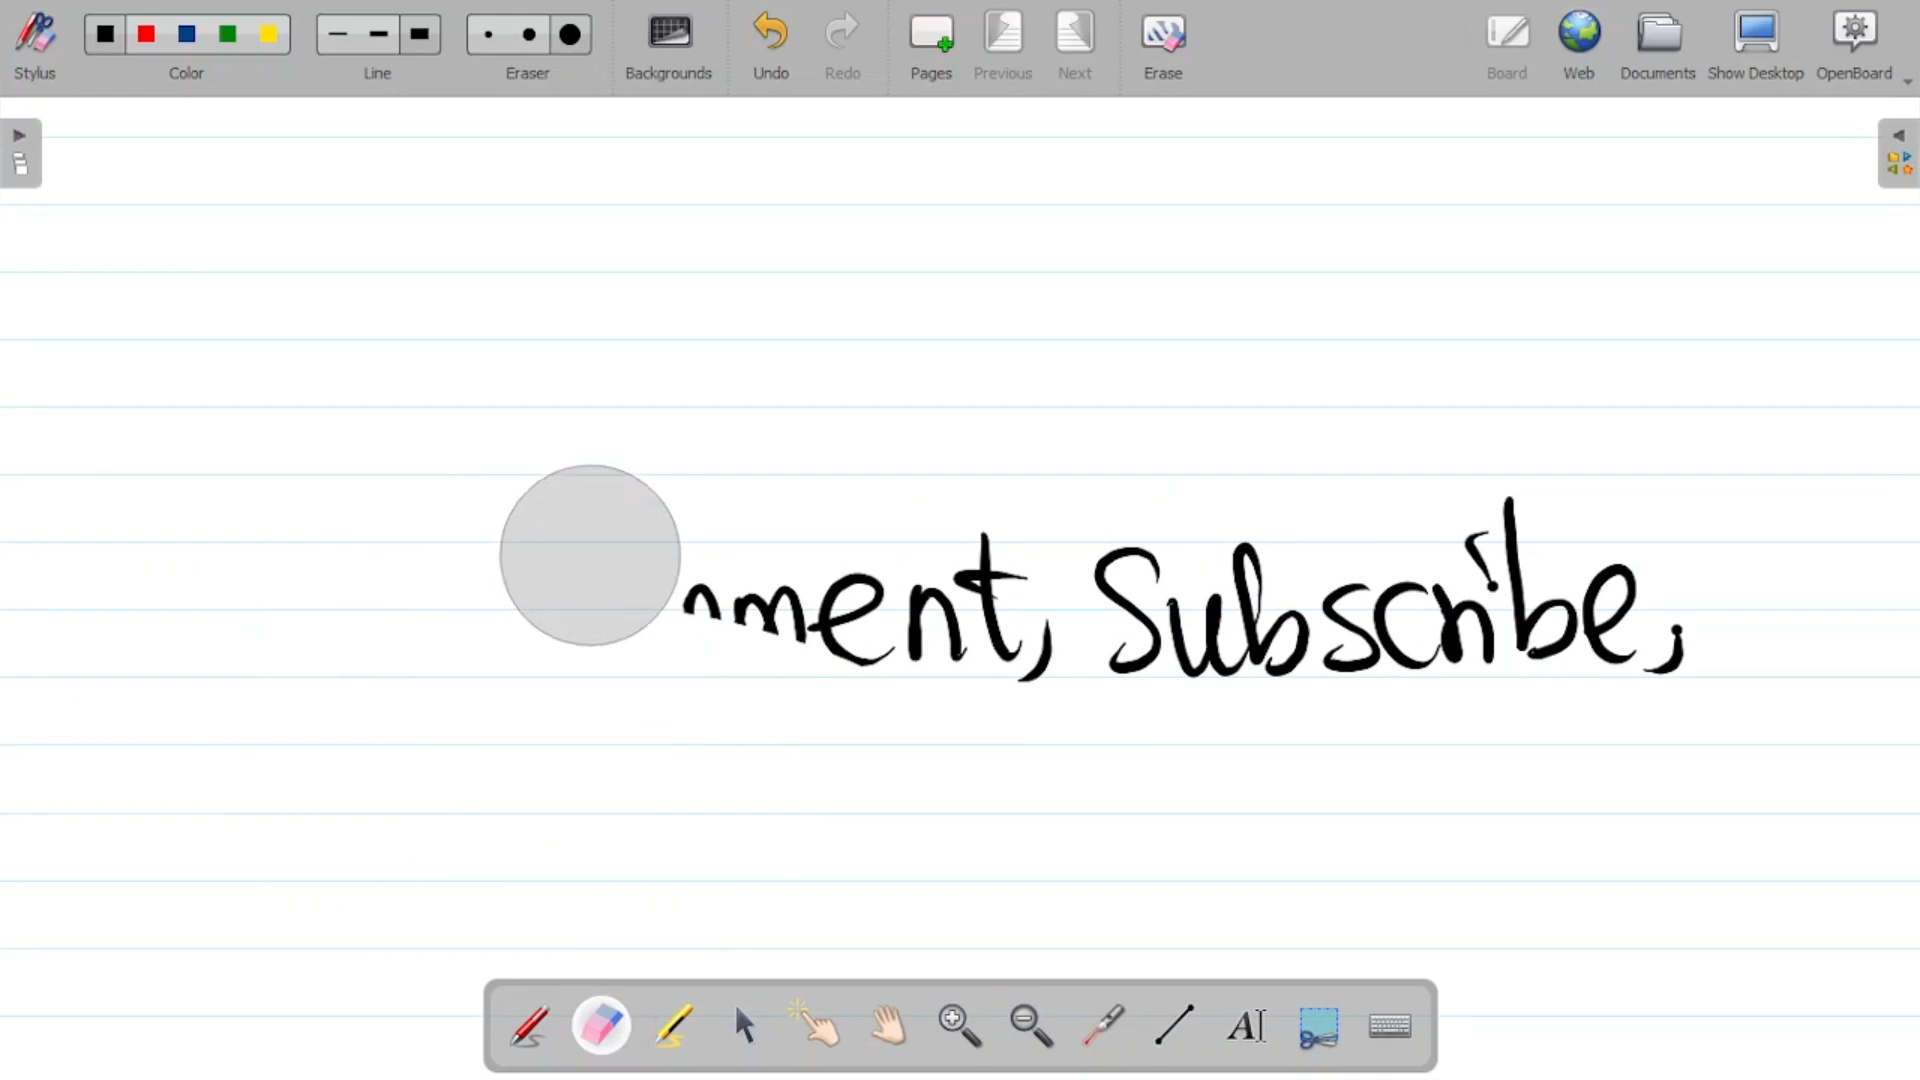 Stylus Color Line Eraser Backgrounds Undo Redo Pages Previous Next Erase Board Web Documents Show Desktop OpenBoard
ment, Subscribe,